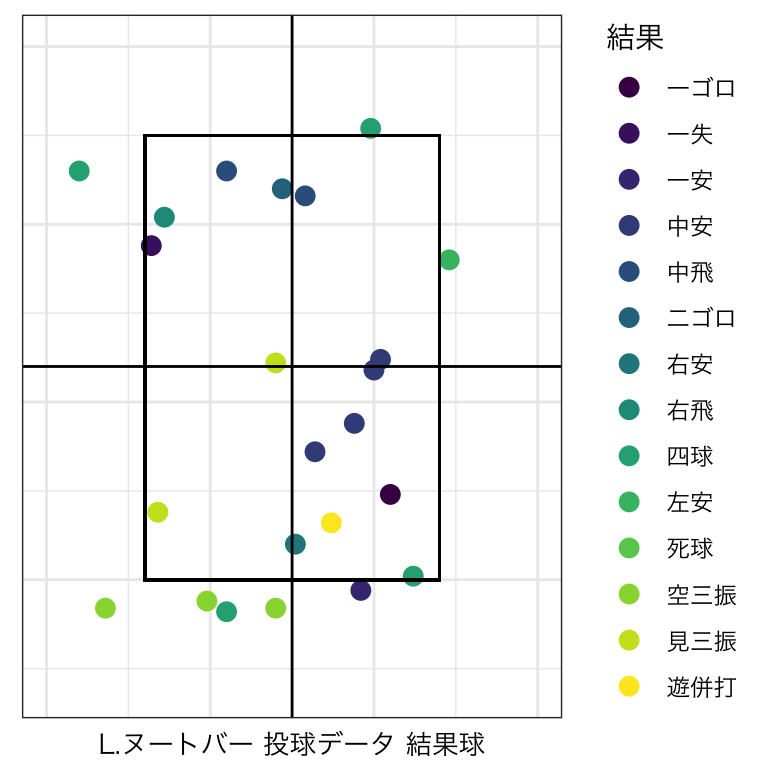 結果
一ゴロ
一失
一安
中安
中飛
二ゴロ
右安
右飛
四球
左安
死球
空三振
見三振
遊併打
L.ヌートバー 投球データ 結果球